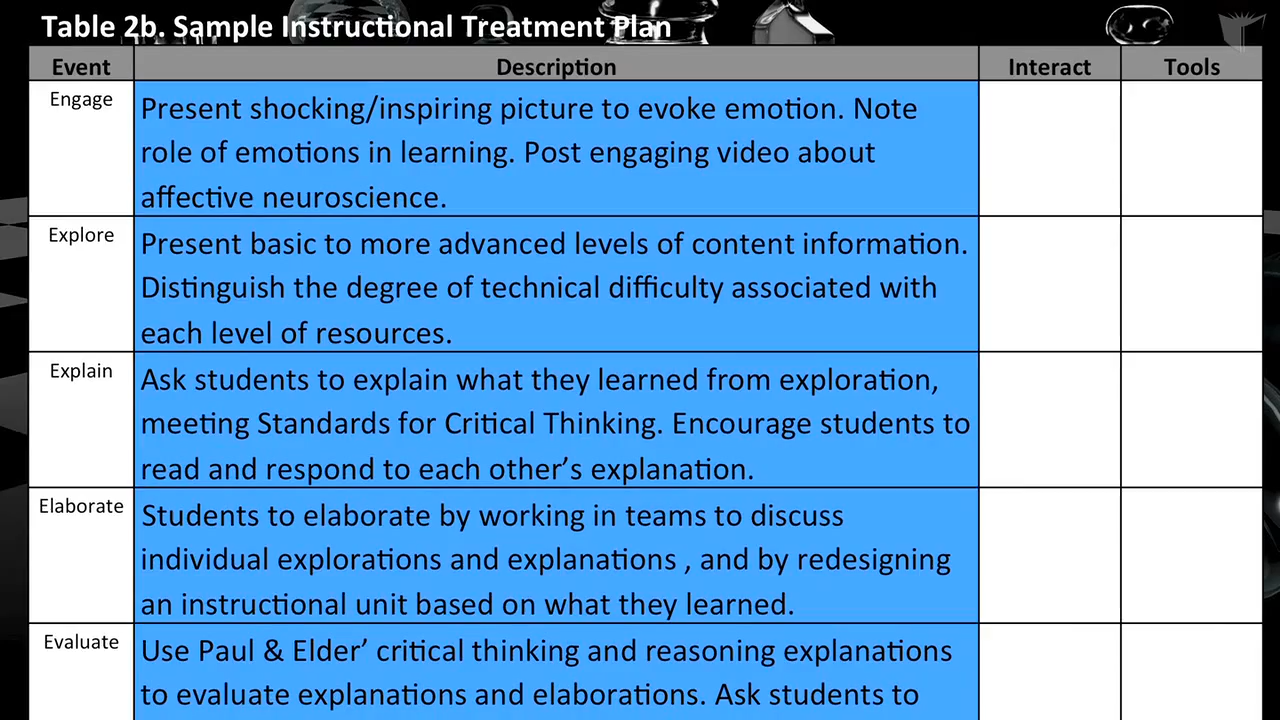 Table 2b. Sample Instructional Treatment Plan
Event Description Interact Tools
Engage
Present shocking/inspiring picture to evoke emotion. Note
role of emotions in learning. Post engaging video about
affective neuroscience.
Explore
Present basic to more advanced levels of content information.
Distinguish the degree of technical difficulty associated with
each level of resources.
Explain
Ask students to explain what they learned from exploration,
meeting Standards for Critical Thinking. Encourage students to
read and respond to each other’s explanation.
Elaborate
Students to elaborate by working in teams to discuss
individual explorations and explanations , and by redesigning
an instructional unit based on what they learned.
Evaluate
Use Paul & Elder’ critical thinking and reasoning explanations
to evaluate explanations and elaborations. Ask students to